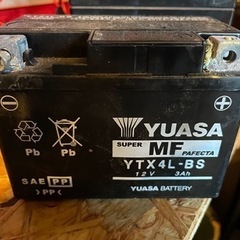 YUASA
SUPER MF
PAFECTA
YTX4L-BS
12V 3Ah
YUASA BATTERY
Pb Pb
SAE PP
>PP<